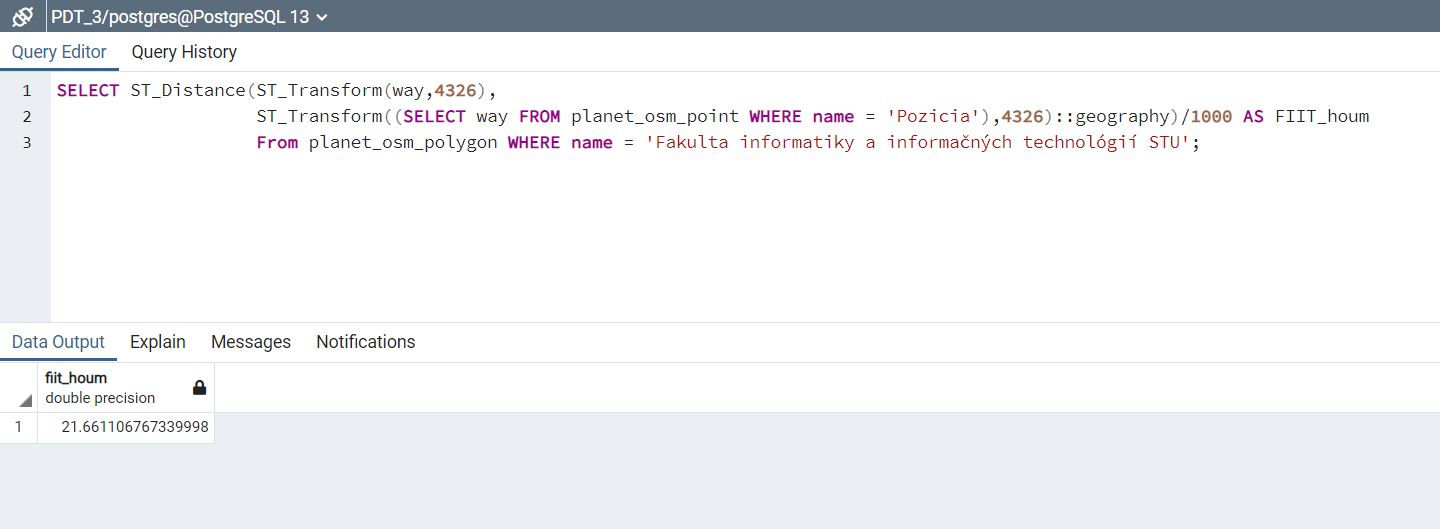 PDT_3/postgres@PostgreSQL 13
Query Editor Query History
1 SELECT ST_Distance(ST_Transform(way,4326),
2 ST_Transform((SELECT way FROM planet_osm_point WHERE name = 'Pozicia'),4326)::geography)/1000 AS FIIT_houm
3 From planet_osm_polygon WHERE name = 'Fakulta informatiky a informačných technológií STU';
Data Output Explain Messages Notifications
fiit_houm
double precision
1 21.661106767339998